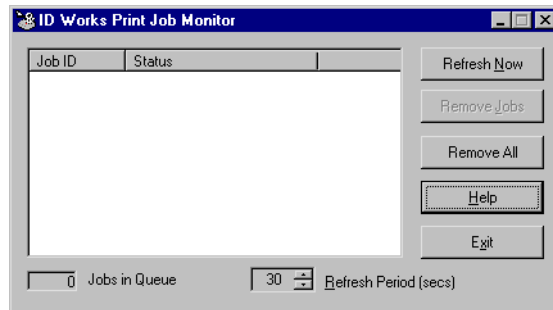 ID Works Print Job Monitor
Job ID Status
Refresh Now
Remove Jobs
Remove All
Help
Exit
0 Jobs in Queue 30 Refresh Period (secs)